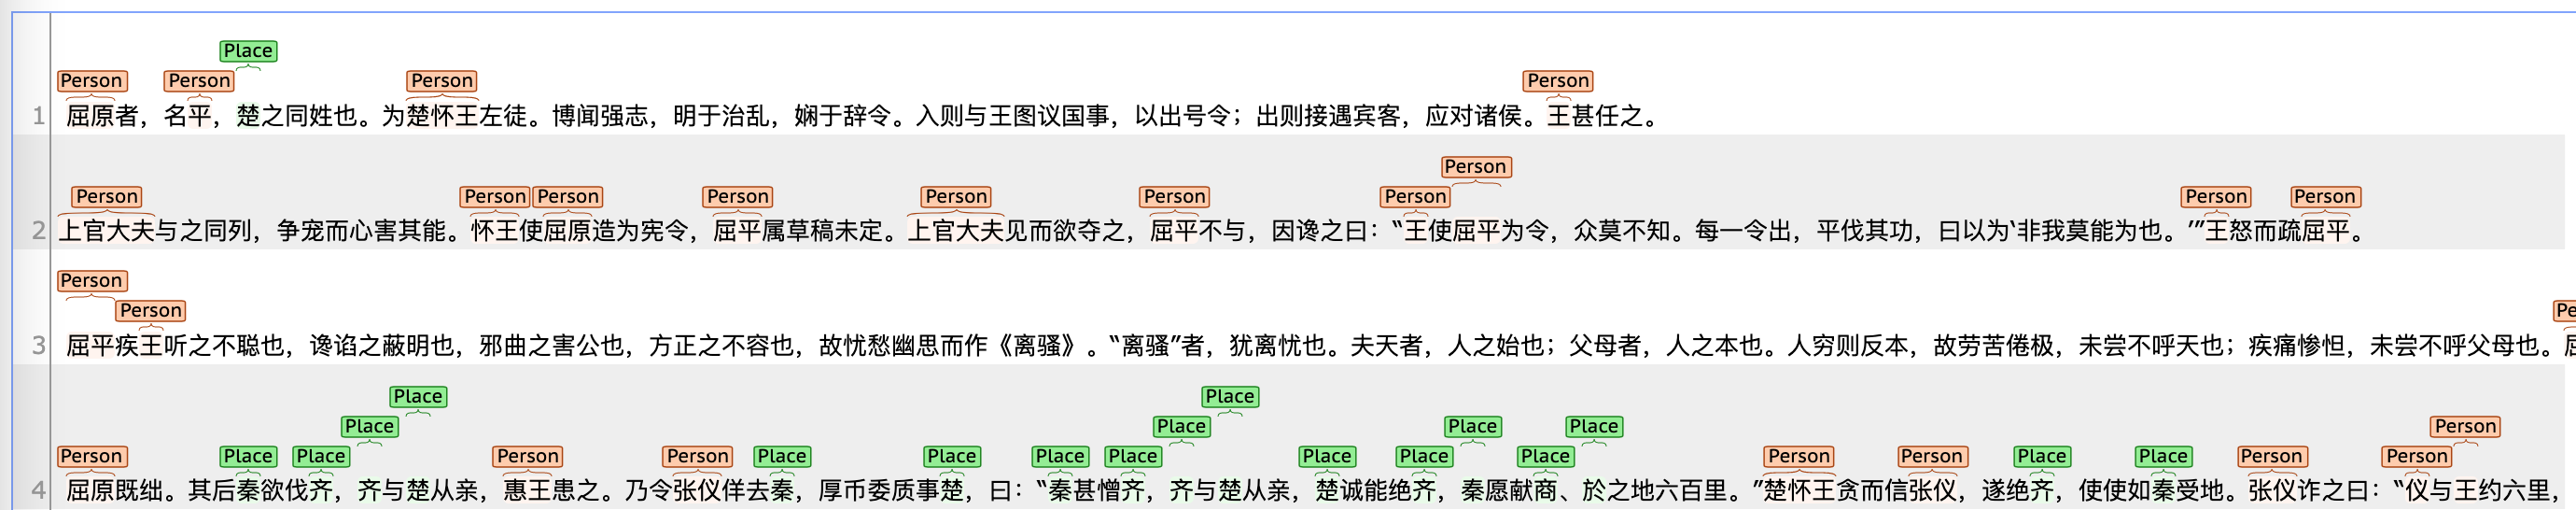 Place
Person Person Person Person
1 屈原者，名平，楚之同姓也。为楚怀王左徒。博闻强志，明于治乱，娴于辞令。入则与王图议国事，以出号令；出则接遇宾客，应对诸侯。王甚任之。
Person
Person Person Person Person Person Person Person Person Person
2 上官大夫与之同列，争宠而心害其能。怀王使屈原造为宪令，屈平属草稿未定。上官大夫见而欲夺之，屈平不与，因谗之曰：“王使屈平为令，众莫不知。每一令出，平伐其功，曰以为‘非我莫能为也。’”王怒而疏屈平。
Person
Person
3 屈平疾王听之不聪也，谗谄之蔽明也，邪曲之害公也，方正之不容也，故忧愁幽思而作《离骚》。“离骚”者，犹离忧也。夫天者，人之始也；父母者，人之本也。人穷则反本，故劳苦倦极，未尝不呼天也；疾痛惨怛，未尝不呼父母也。
Place Place
Place Place Place Place Person
Person Place Place Person Person Place Place Place Place Place Place Place Person Person Place Place Person Person
4 屈原既绌。其后秦欲伐齐，齐与楚从亲，惠王患之。乃令张仪佯去秦，厚币委质事楚，曰：“秦甚憎齐，齐与楚从亲，楚诚能绝齐，秦愿献商、於之地六百里。”楚怀王贪而信张仪，遂绝齐，使使如秦受地。张仪诈之曰：“仪与王约六里，